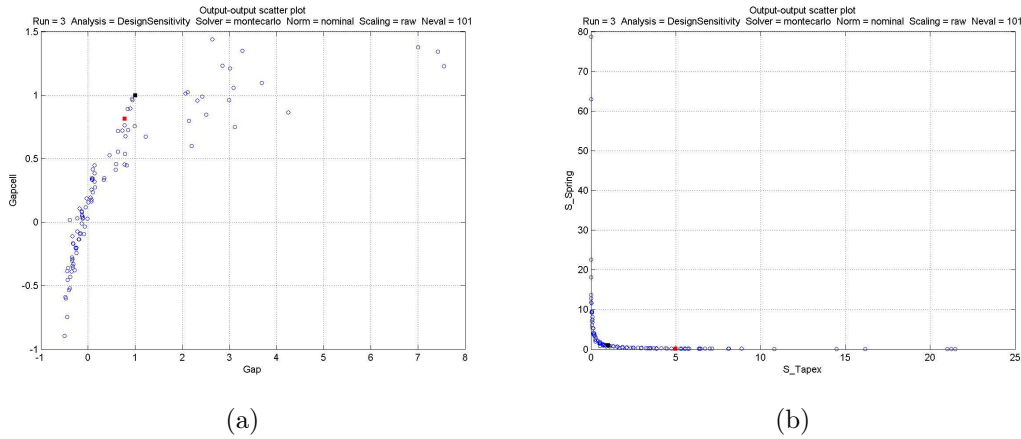 Output-output scatter plot
Run = 3 Analysis = DesignSensitivity Solver = montecarlo Norm = nominal Scaling = raw Neval = 101
1.5
1
0.5
0
-0.5
-1
Gapcell
-1 0 1 2 3 4 5 6 7 8
Gap
(a)
Output-output scatter plot
Run = 3 Analysis = DesignSensitivity Solver = montecarlo Norm = nominal Scaling = raw Neval = 101
80
70
60
50
40
30
20
10
0
S_Spring
0 5 10 15 20 25
S_Tapex
(b)